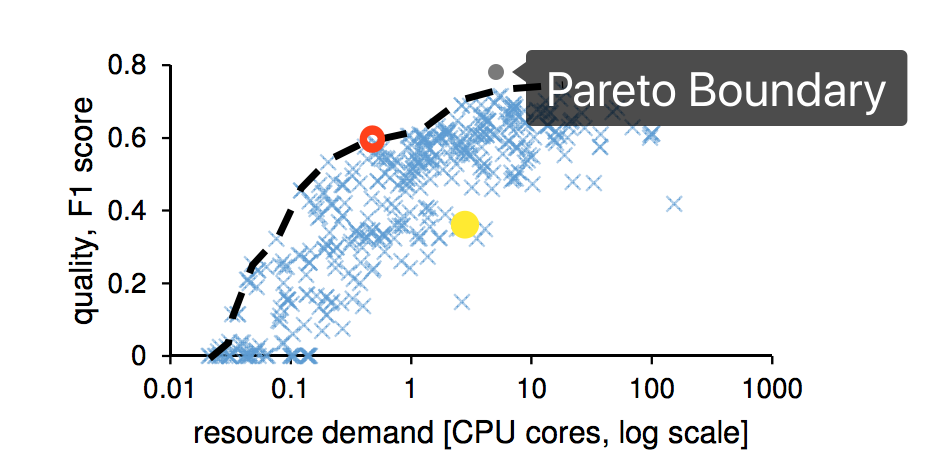 0.8
Pareto Boundary
0.6
0.4
0.2
0
quality, F1 score
0.01 0.1 1 10 100 1000
resource demand [CPU cores, log scale]